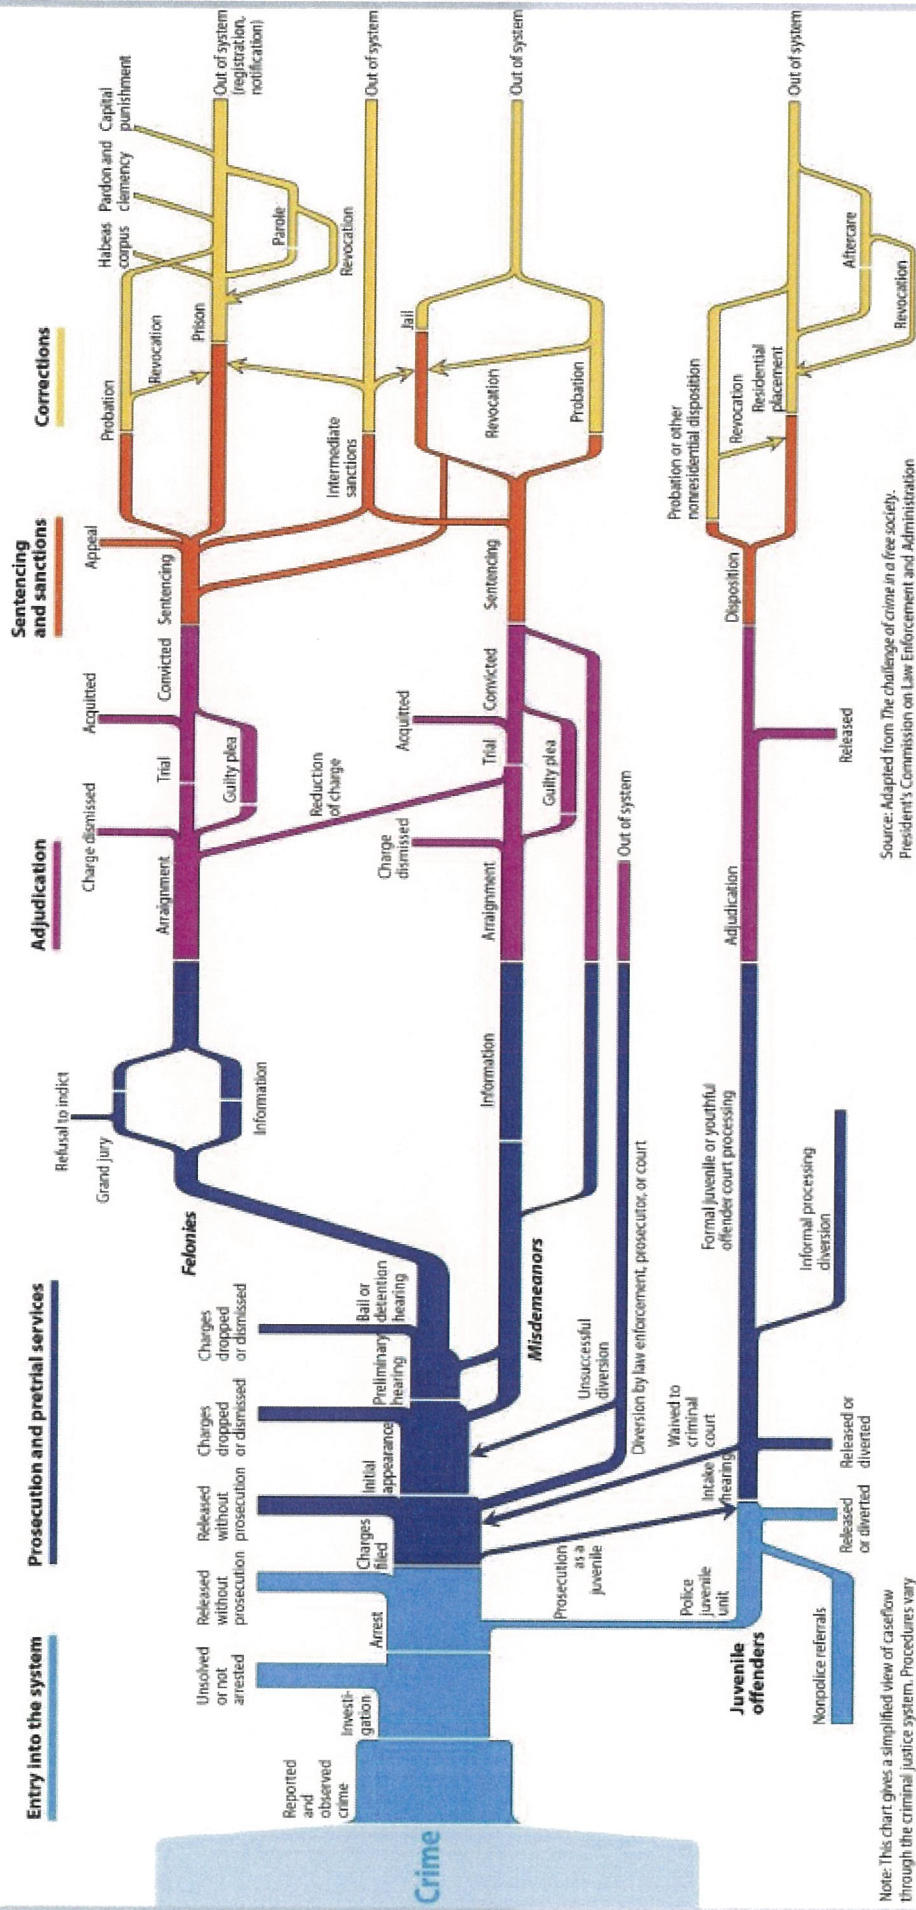 Entry into the system
Prosecution and pretrial services
Adjudication
Sentencing
and sanctions
Corrections
Crime
Reported
and
observed
crime
Investi-
gation
Unsolved
or not
arrested
Arrest
Released
without
prosecution
Charges
filed
Released
without
prosecution
Initial
appearance
Charges
dropped
or dismissed
Preliminary
hearing
Charges
dropped
or dismissed
Bail or
detention
hearing
Felonies
Grand jury
Refusal to indict
Information
Arraignment
Charge dismissed
Trial
Acquitted
Guilty plea
Convicted
Reduction
of charge
Sentencing
Appeal
Probation
Revocation
Prison
Habeas
corpus
Pardon and
clemency
Capital
punishment
Parole
Revocation
Out of system
(registration,
notification)
Intermediate
sanctions
Out of system
Misdemeanors
Information
Arraignment
Charge
dismissed
Trial
Acquitted
Guilty plea
Convicted
Sentencing
Jail
Revocation
Probation
Out of system
Unsuccessful
diversion
Diversion by law enforcement, prosecutor, or court
Out of system
Prosecution
as a
juvenile
Waived to
criminal
court
Police
juvenile
unit
Juvenile
offenders
Nonpolice referrals
Released
or diverted
Intake
hearing
Released or
diverted
Formal juvenile or youthful
offender court processing
Informal processing
diversion
Adjudication
Released
Disposition
Probation or other
nonresidential disposition
Revocation
Residential
placement
Aftercare
Revocation
Out of system
Note: This chart gives a simplified view of caseflow
through the criminal justice system. Procedures vary
Source: Adapted from The challenge of crime in a free society.
President's Commission on Law Enforcement and Administration